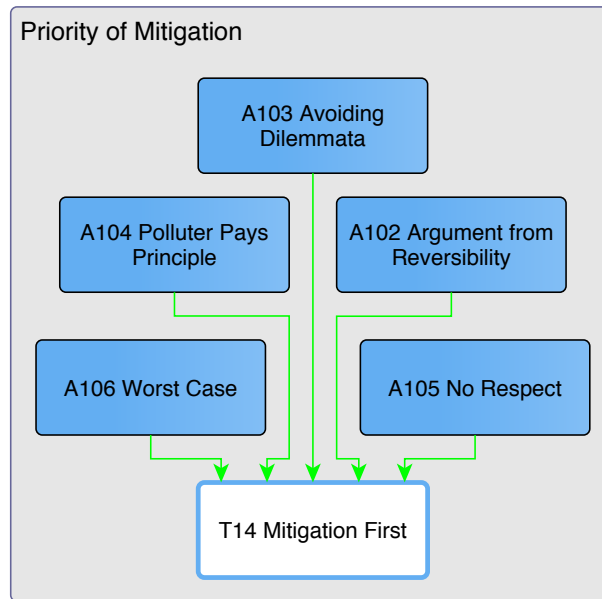 Priority of Mitigation
A103 Avoiding
Dilemmata
A104 Polluter Pays
Principle
A102 Argument from
Reversibility
A106 Worst Case
A105 No Respect
T14 Mitigation First